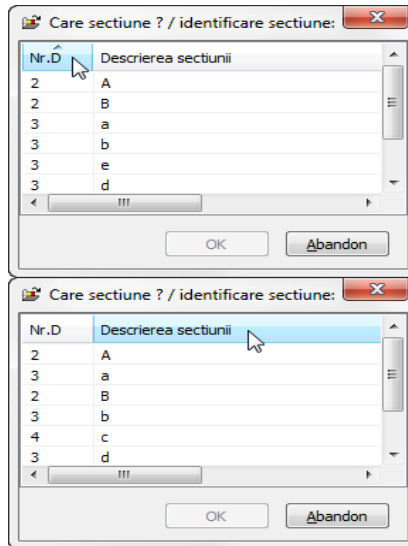 Care sectiune ? / identificare sectiune:
Nr.D Descrierea sectiunii
2 A
2 B
3 a
3 b
3 e
3 d
OK Abandon
Care sectiune ? / identificare sectiune:
Nr.D Descrierea sectiunii
2 A
3 a
2 B
3 b
4 c
3 d
OK Abandon